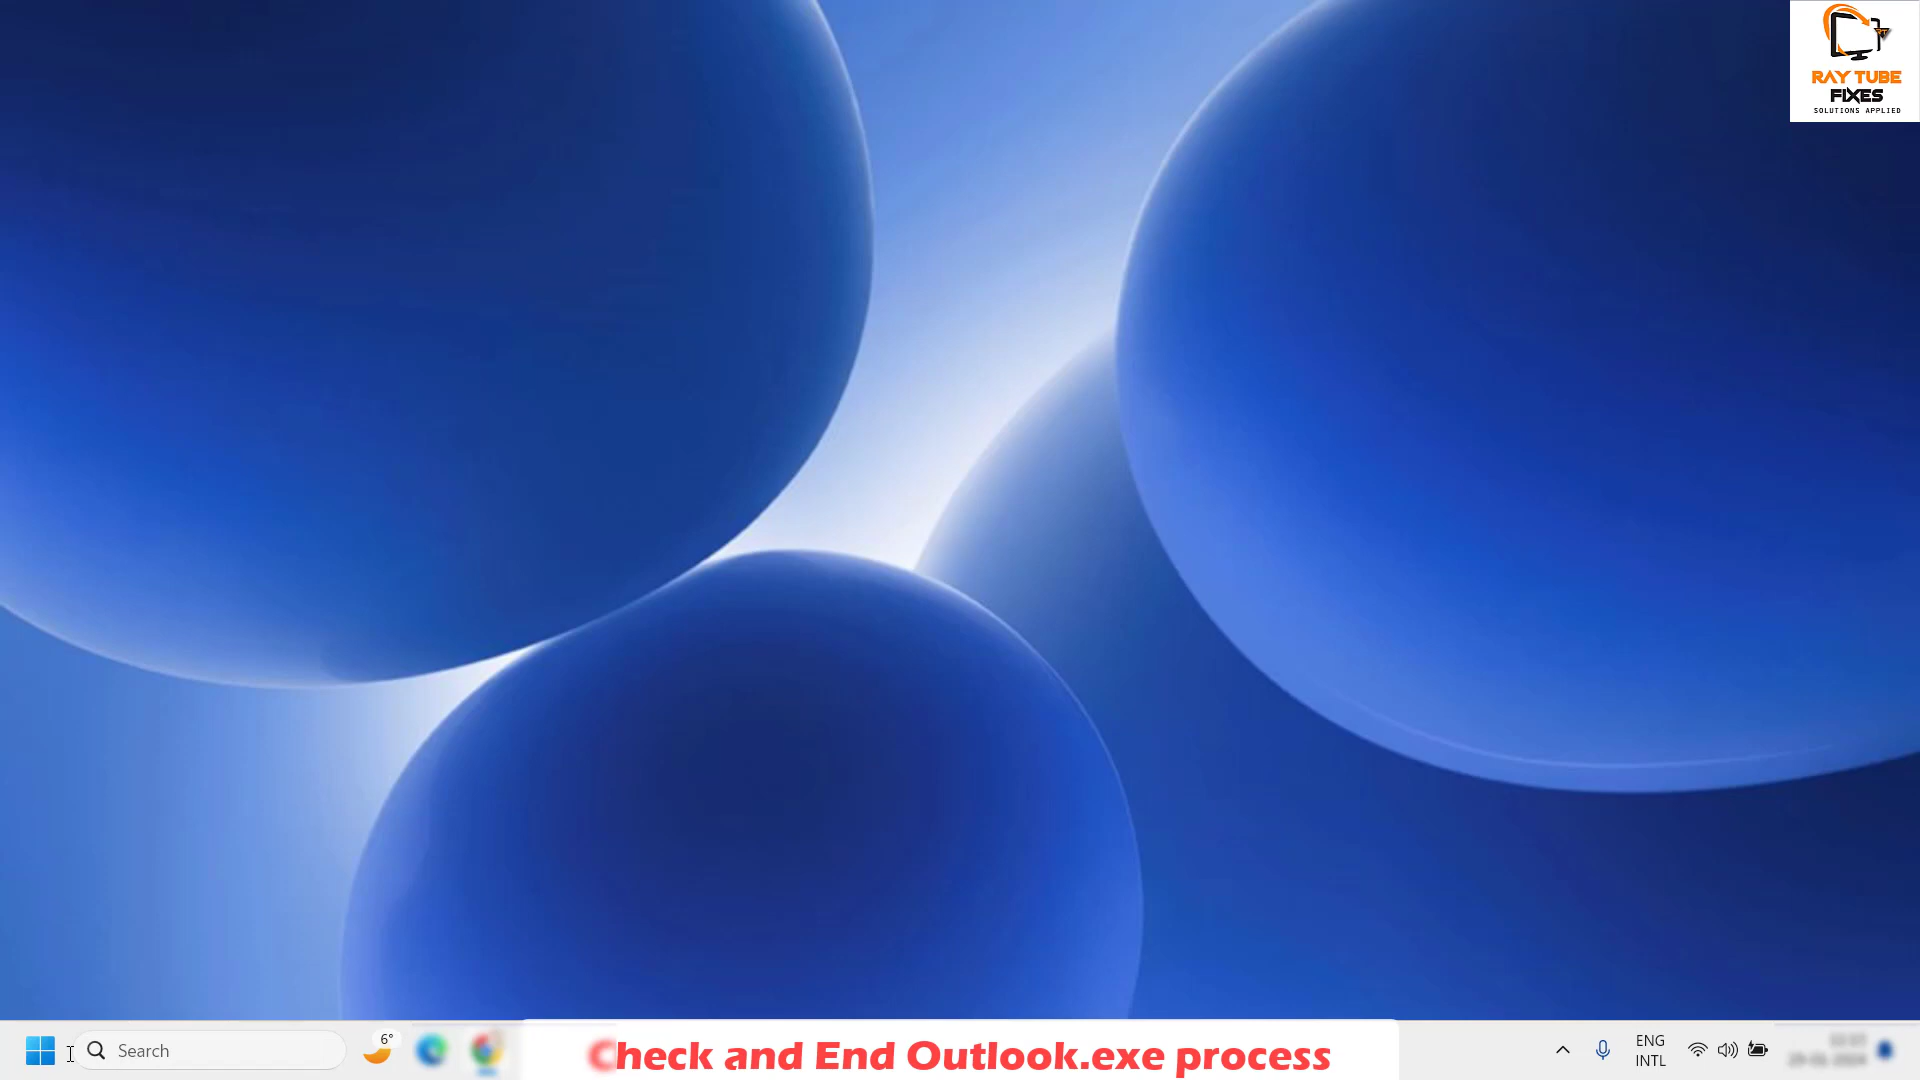 RAY TUBE
FIXES
SOLUTIONS APPLIED
Search
6°
Check and End Outlook.exe process
ENG
INTL